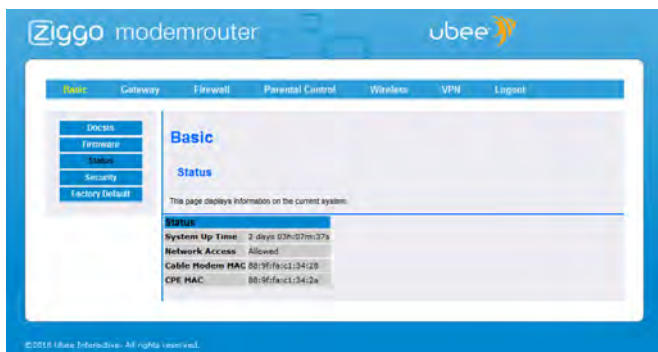 ziggo modemrouter
ubee
Basic Gateway Firewall Parental Control Wireless VPN Logout
Docsis
Firmware
Status
Security
Factory Default
Basic
Status
This page displays information on the current system.
Status
System Up Time 2 days 03h:07m:37s
Network Access Allowed
Cable Modem MAC 88:9f:fa:c1:34:28
CPE MAC 88:9f:fa:c1:34:2a
Ubee Interactive. All rights reserved.